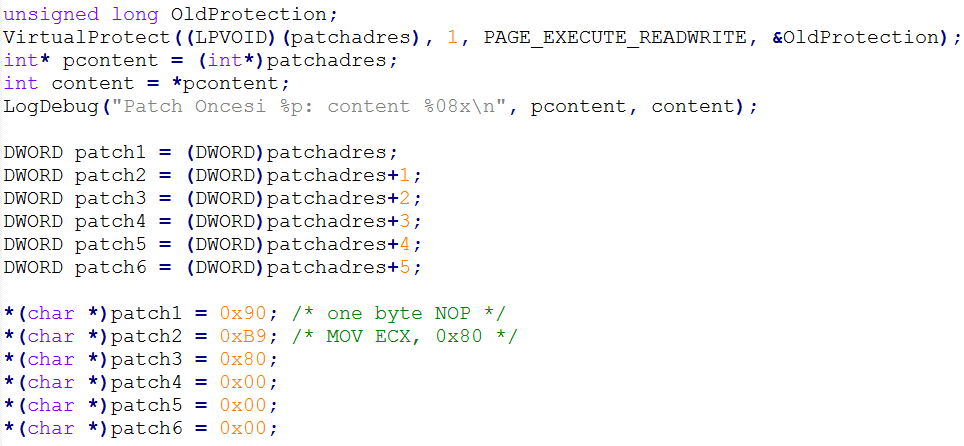 unsigned long OldProtection;
VirtualProtect((LPVOID)(patchadres), 1, PAGE_EXECUTE_READWRITE, &OldProtection);
int* pcontent = (int*)patchadres;
int content = *pcontent;
LogDebug("Patch Oncesi %p: content %08x\n", pcontent, content);
DWORD patch1 = (DWORD)patchadres;
DWORD patch2 = (DWORD)patchadres+1;
DWORD patch3 = (DWORD)patchadres+2;
DWORD patch4 = (DWORD)patchadres+3;
DWORD patch5 = (DWORD)patchadres+4;
DWORD patch6 = (DWORD)patchadres+5;
*(char *)patch1 = 0x90; /* one byte NOP */
*(char *)patch2 = 0xB9; /* MOV ECX, 0x80 */
*(char *)patch3 = 0x80;
*(char *)patch4 = 0x00;
*(char *)patch5 = 0x00;
*(char *)patch6 = 0x00;